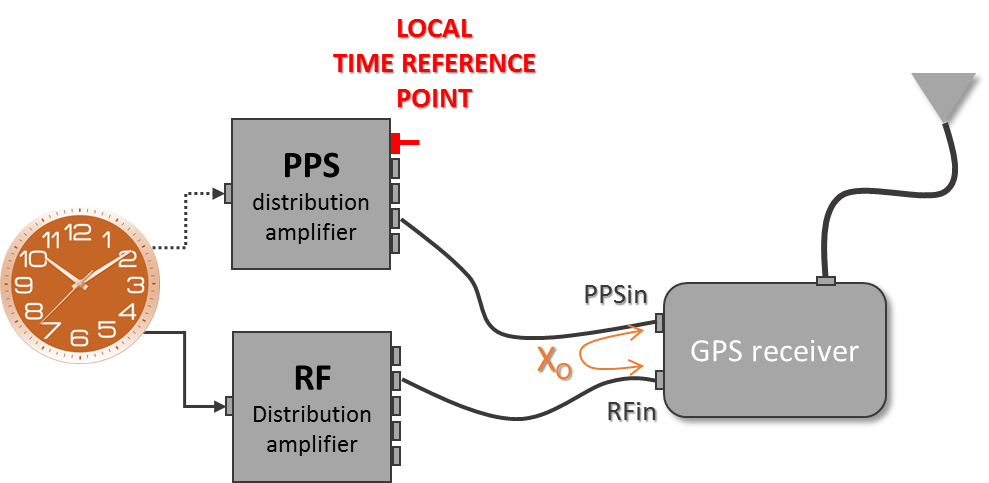 LOCAL
TIME REFERENCE
POINT
PPS
distribution
amplifier
12
1
2
3
4
5
6
7
8
9
10
11
PPSin
X₀
RFin
GPS receiver
RF
Distribution
amplifier